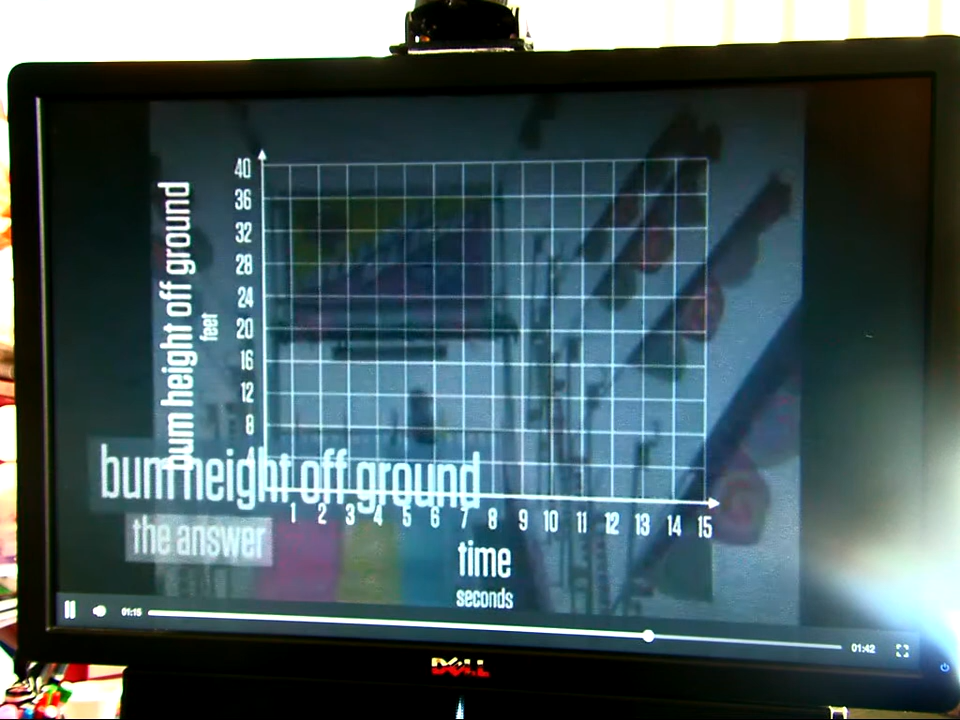 40
36
32
28
24
20
16
12
8
4
bum height off ground
feet
bum height off ground
the answer
1 2 3 4 5 6 7 8 9 10 11 12 13 14 15
time
seconds
01:15
01:42
DELL